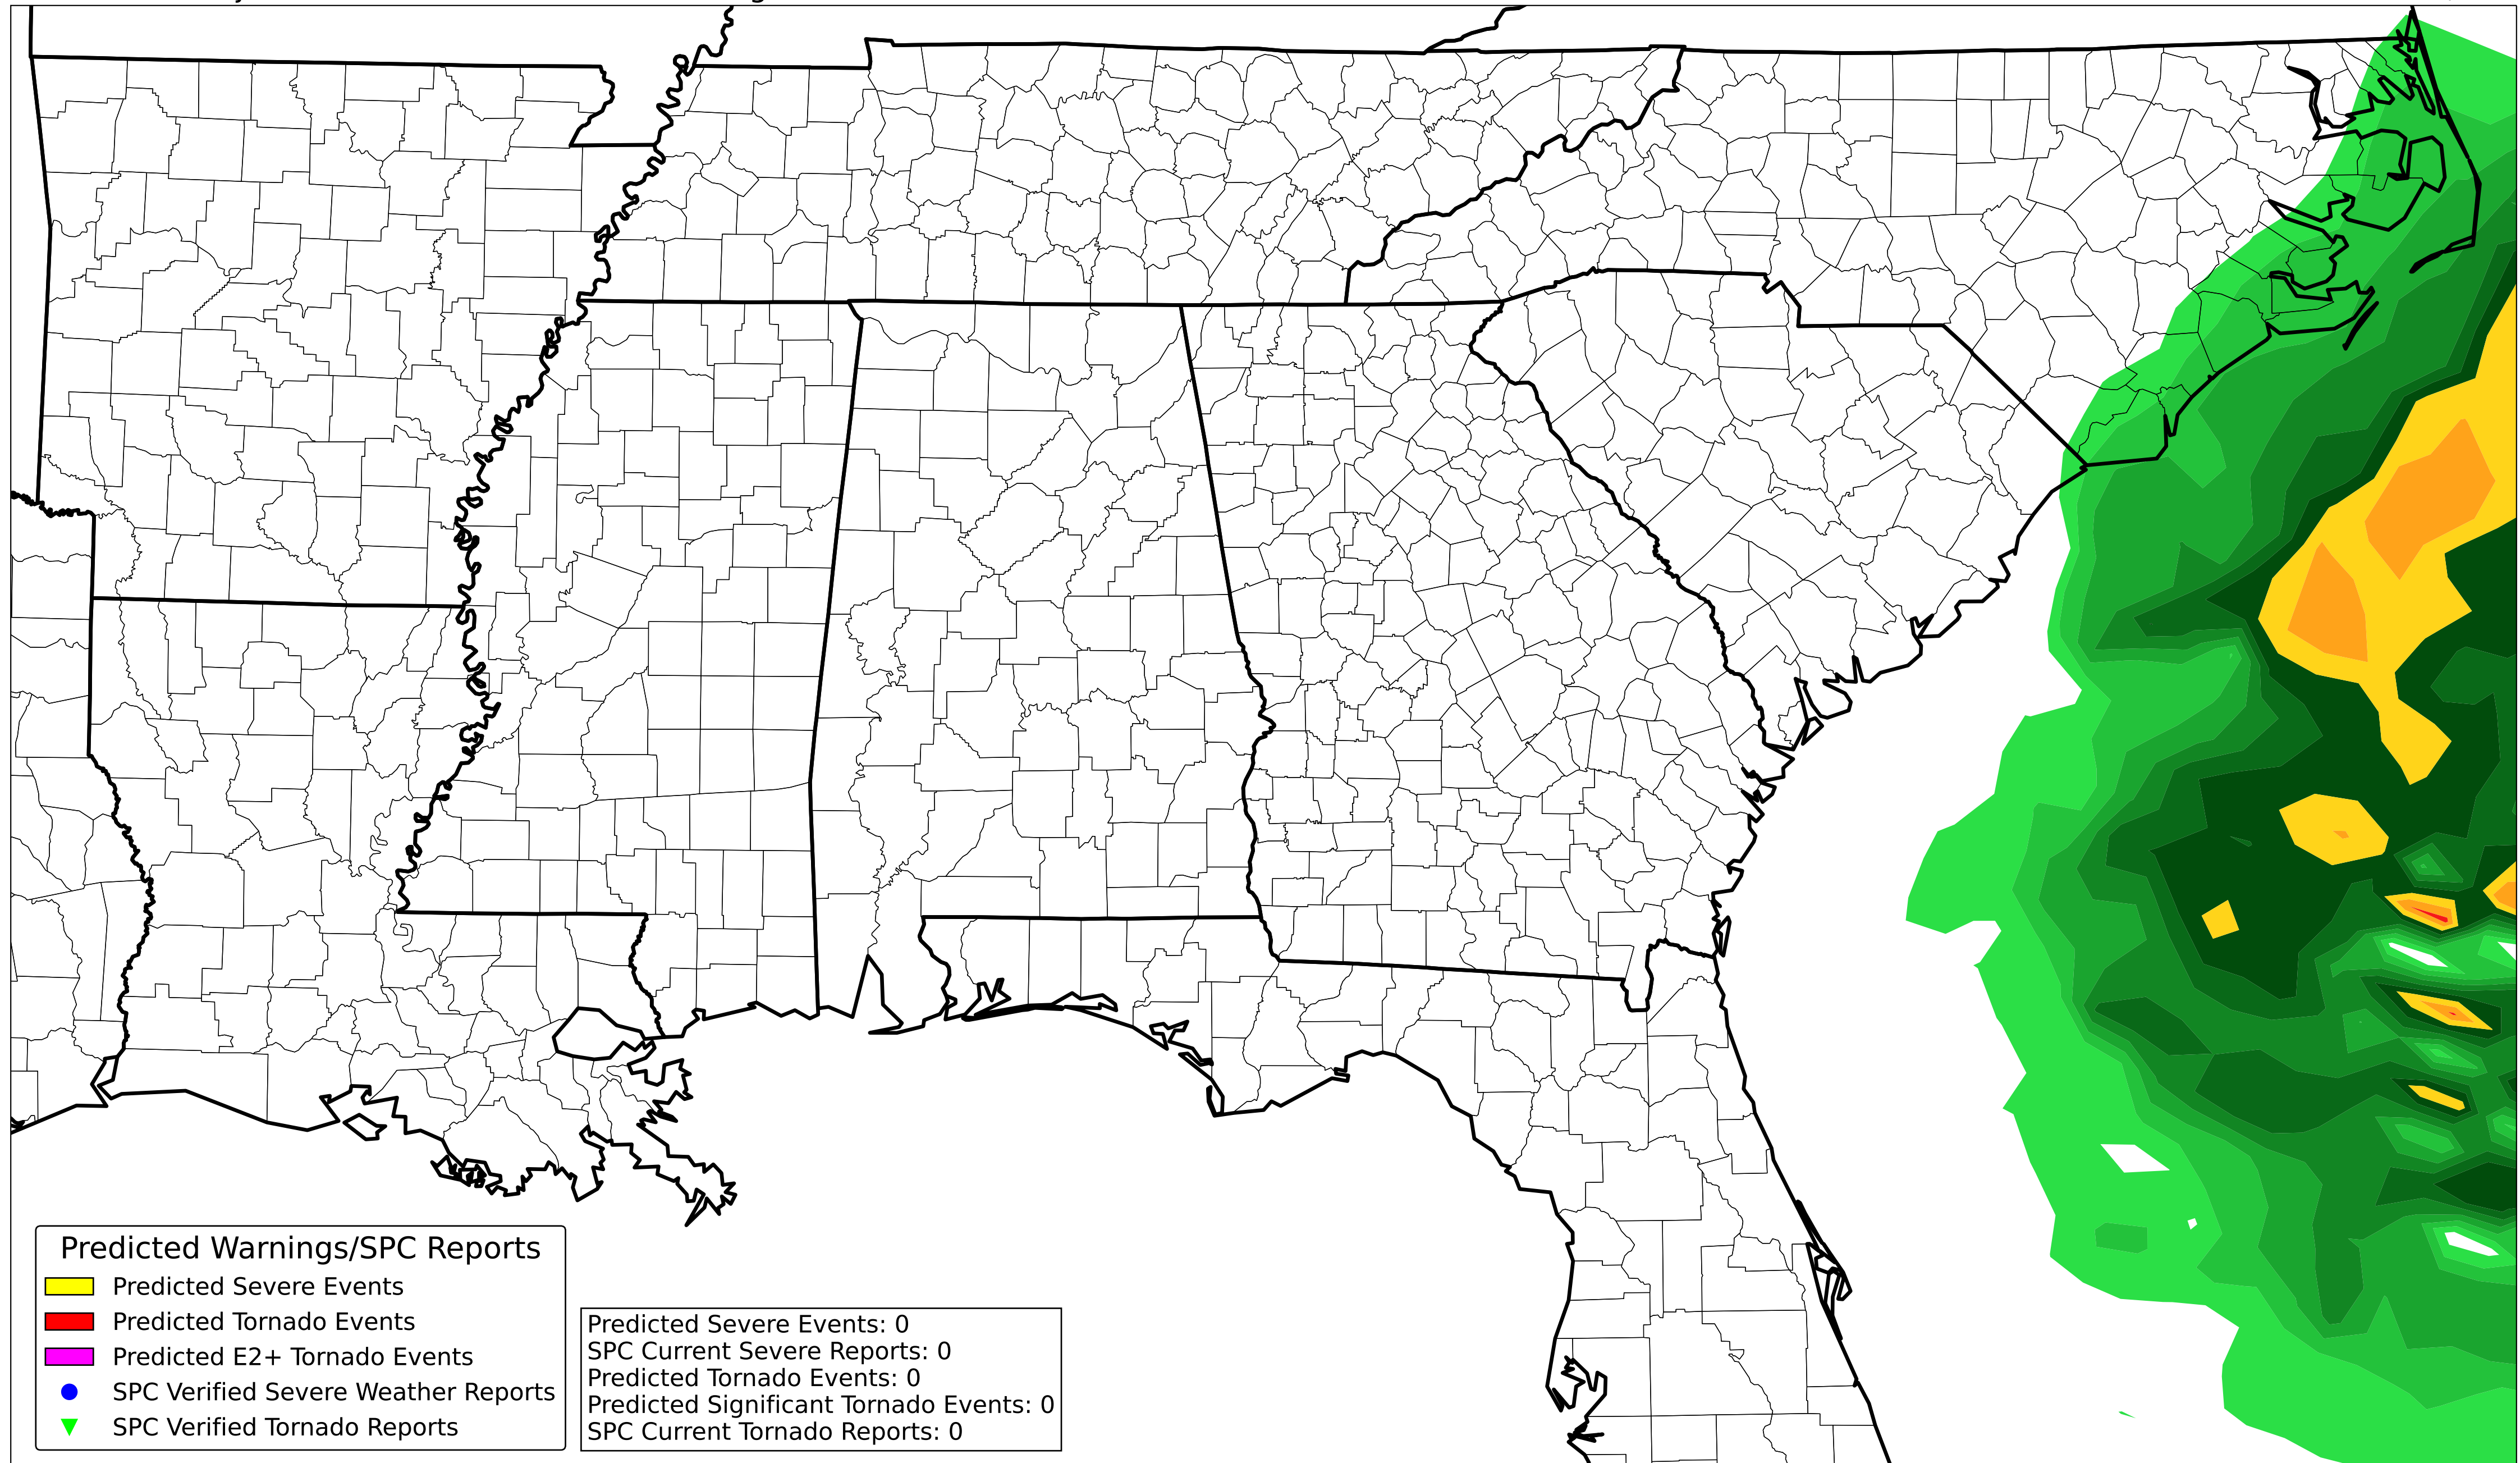 Predicted Warnings/SPC Reports
Predicted Severe Events
Predicted Tornado Events
Predicted E2+ Tornado Events
SPC Verified Severe Weather Reports
SPC Verified Tornado Reports
Predicted Severe Events: 0
SPC Current Severe Reports: 0
Predicted Tornado Events: 0
Predicted Significant Tornado Events: 0
SPC Current Tornado Reports: 0